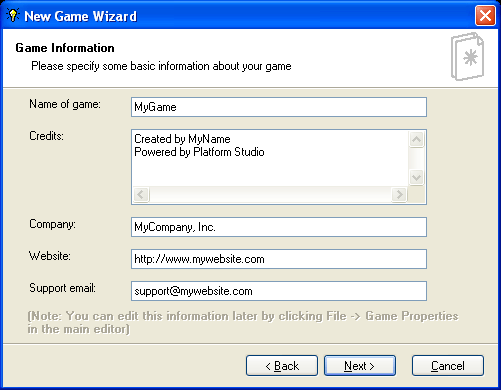 New Game Wizard
Game Information
Please specify some basic information about your game
Name of game: MyGame
Credits: Created by MyName
Powered by Platform Studio
Company: MyCompany, Inc.
Website: http://www.mywebsite.com
Support email: support@mywebsite.com
(Note: You can edit this information later by clicking File -> Game Properties
in the main editor)
< Back Next > Cancel